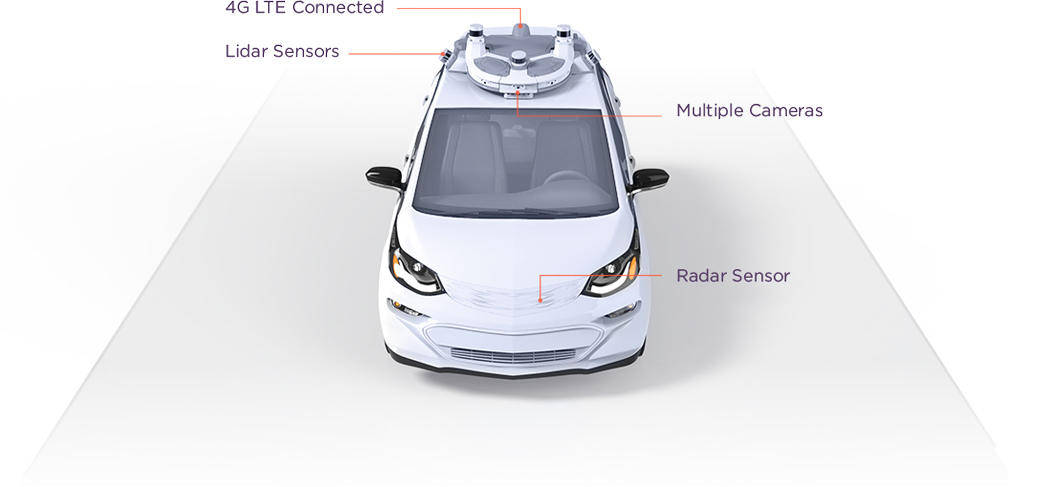 4G LTE Connected
Lidar Sensors
Multiple Cameras
Radar Sensor